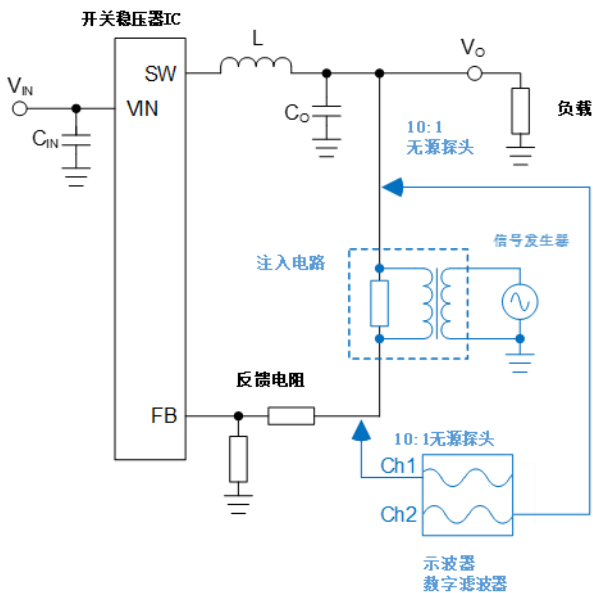 开关稳压器IC
L
SW
VO
VIN
VIN
CIN
CO
负载
10:1
无源探头
信号发生器
注入电路
反馈电阻
FB
10:1无源探头
Ch1
Ch2
示波器
数字滤波器